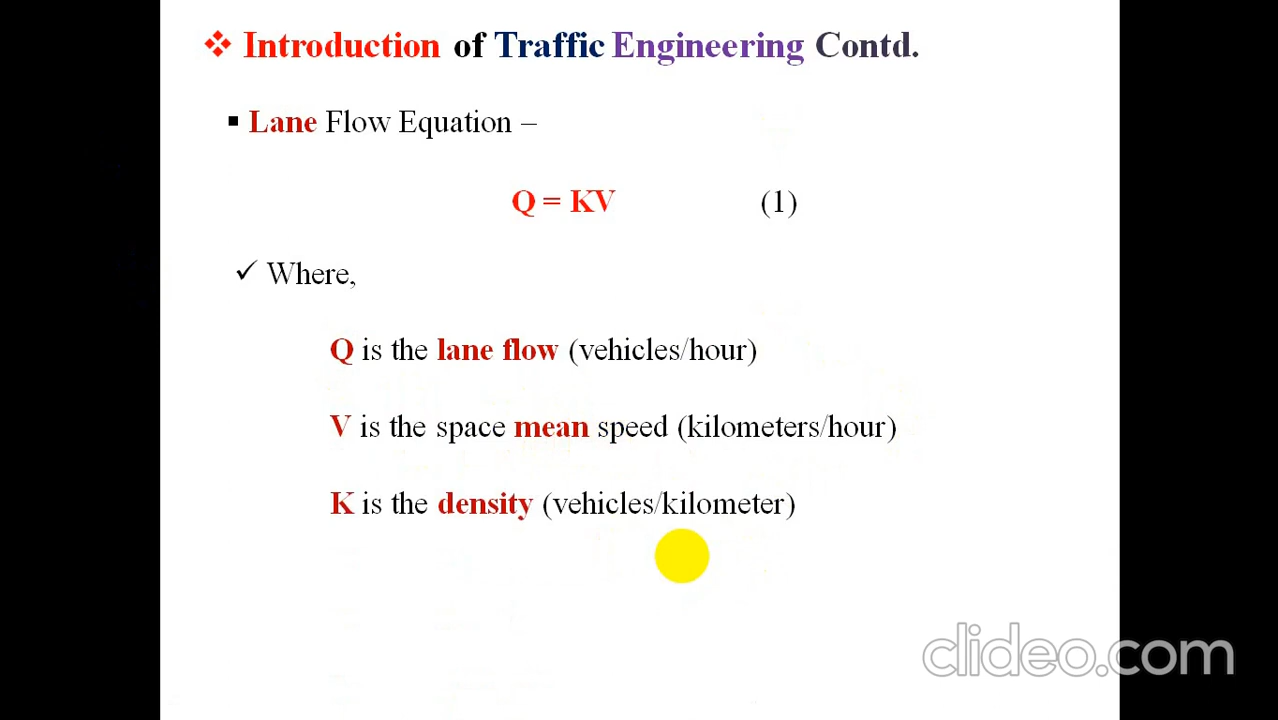 ❖ Introduction of Traffic Engineering Contd.
▪ Lane Flow Equation –
Q = KV (1)
✓ Where,
Q is the lane flow (vehicles/hour)
V is the space mean speed (kilometers/hour)
K is the density (vehicles/kilometer)
clideo.com